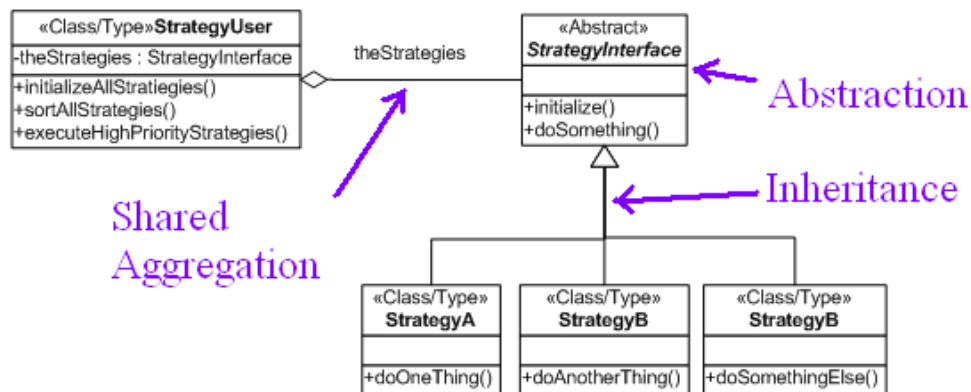 «Class/Type»StrategyUser
-theStrategies : StrategyInterface
+initializeAllStratiegies()
+sortAllStrategies()
+executeHighPriorityStrategies()
theStrategies
«Abstract»
StrategyInterface
+initialize()
+doSomething()
Abstraction
Shared
Aggregation
Inheritance
«Class/Type»
StrategyA
+doOneThing()
«Class/Type»
StrategyB
+doAnotherThing()
«Class/Type»
StrategyB
+doSomethingElse()